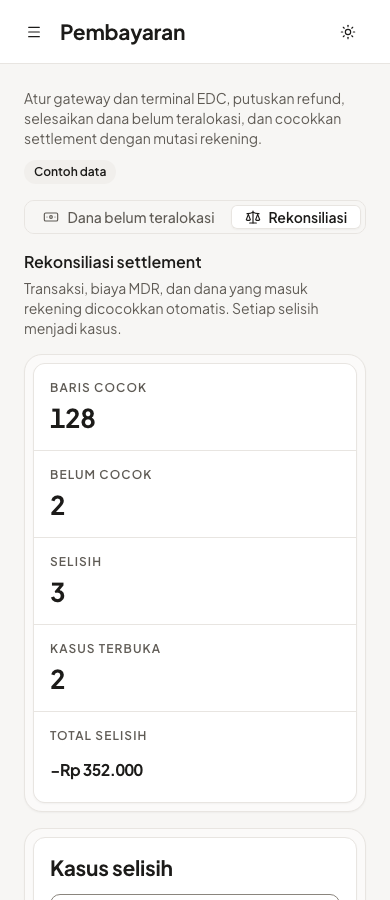 Pembayaran
Atur gateway dan terminal EDC, putuskan refund,
selesaikan dana belum teralokasi, dan cocokkan
settlement dengan mutasi rekening.
Contoh data
Dana belum teralokasi
Rekonsiliasi
Rekonsiliasi settlement
Transaksi, biaya MDR, dan dana yang masuk
rekening dicocokkan otomatis. Setiap selisih
menjadi kasus.
BARIS COCOK
128
BELUM COCOK
2
SELISIH
3
KASUS TERBUKA
2
TOTAL SELISIH
−Rp 352.000
Kasus selisih